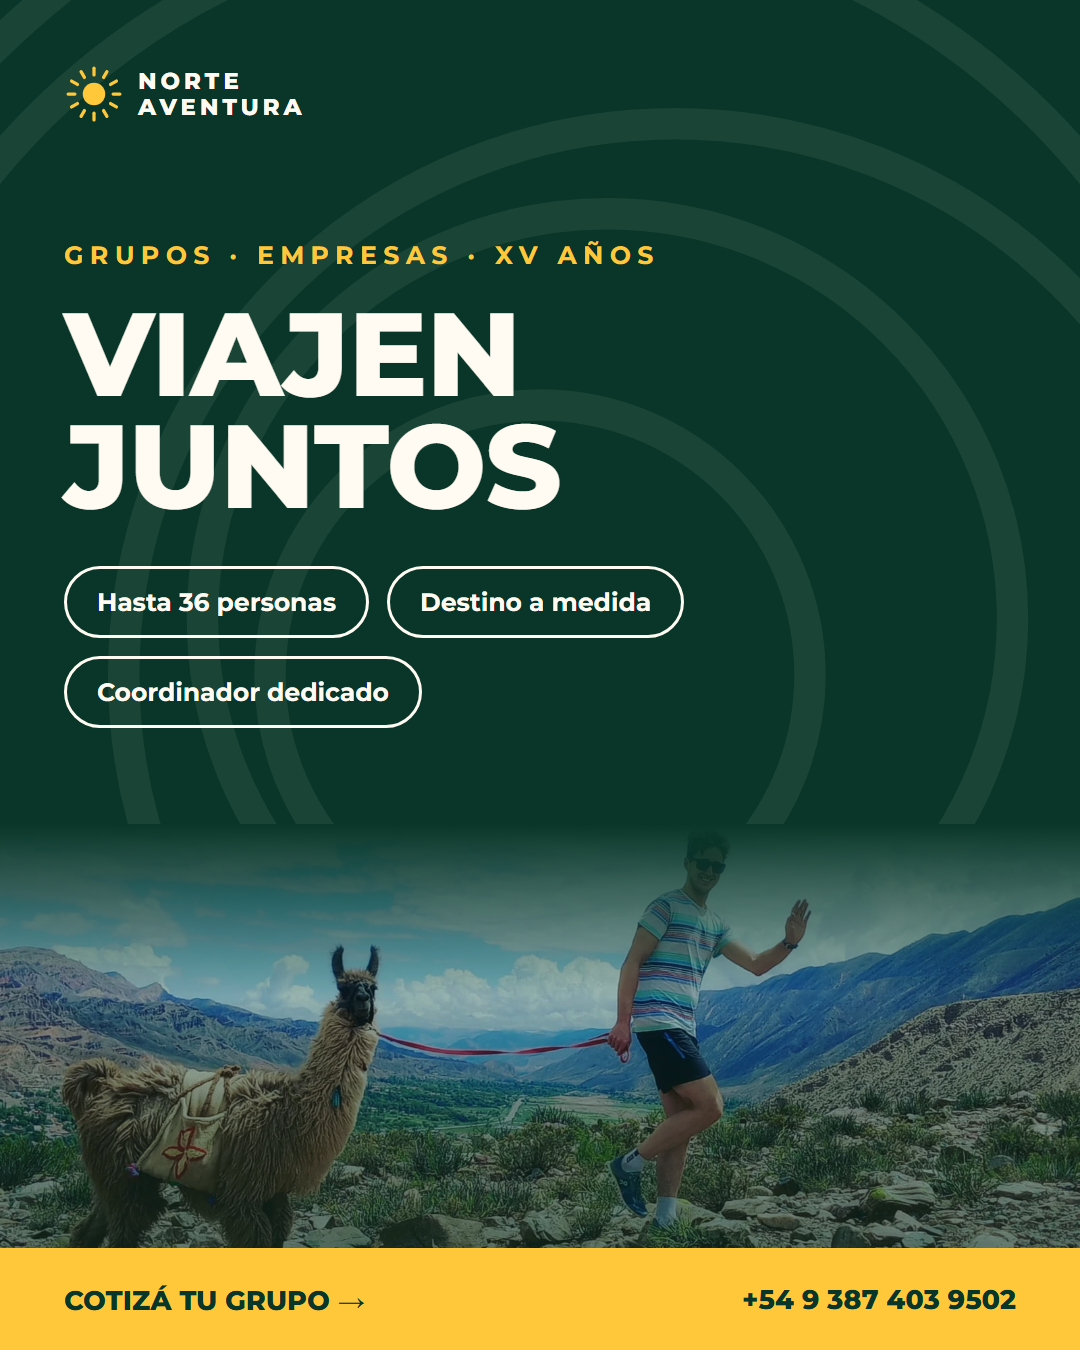 NORTE
AVENTURA
GRUPOS · EMPRESAS · XV AÑOS
VIAJEN
JUNTOS
Hasta 36 personas
Destino a medida
Coordinador dedicado
COTIZÁ TU GRUPO →
+54 9 387 403 9502